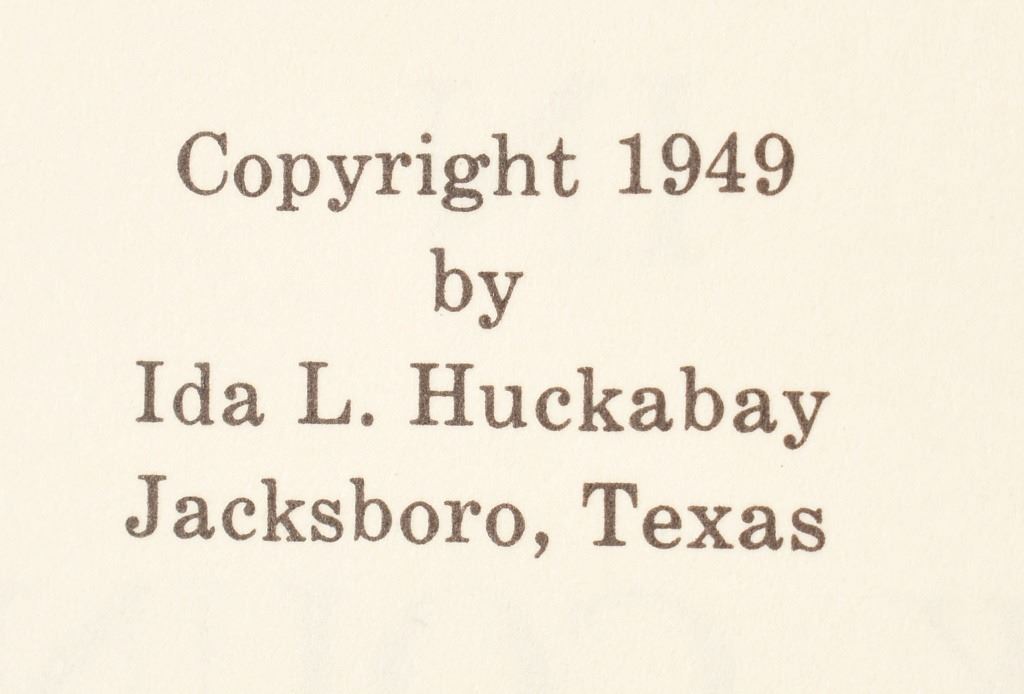 Copyright 1949
by
Ida L. Huckabay
Jacksboro, Texas